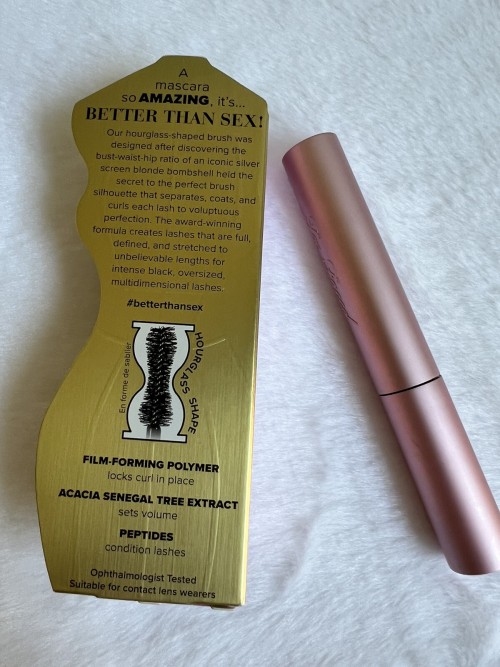 A
mascara
so AMAZING, it's...
BETTER THAN SEX!
Our hourglass-shaped brush was
designed after discovering the
bust-waist-hip ratio of an iconic silver
screen blonde bombshell held the
secret to the perfect brush
silhouette that separates, coats, and
curls each lash to voluptuous
perfection. The award-winning
formula creates lashes that are full,
defined, and stretched to
unbelievable lengths for
intense black, oversized,
multidimensional lashes.
#betterthansex
En forme de sablier
HOURGLASS SHAPE
FILM-FORMING POLYMER
locks curl in place
ACACIA SENEGAL TREE EXTRACT
sets volume
PEPTIDES
condition lashes
Ophthalmologist Tested
Suitable for contact lens wearers